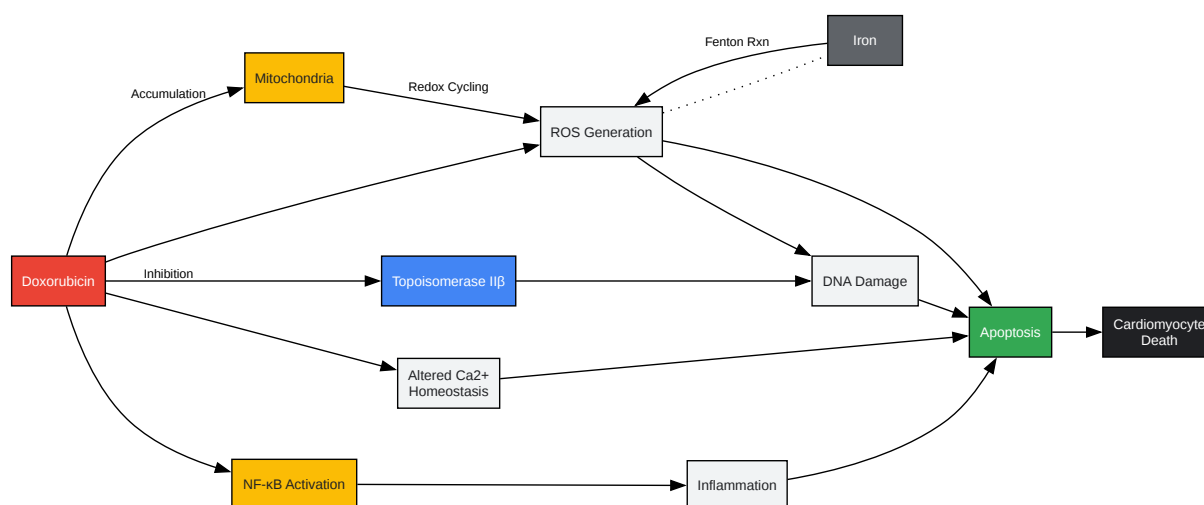 Iron
Fenton Rxn
Mitochondria
Redox Cycling
Accumulation
ROS Generation
Doxorubicin
Inhibition
Topoisomerase IIβ
DNA Damage
Apoptosis
Cardiomyocyte
Death
Altered Ca2+
Homeostasis
NF-κB Activation
Inflammation